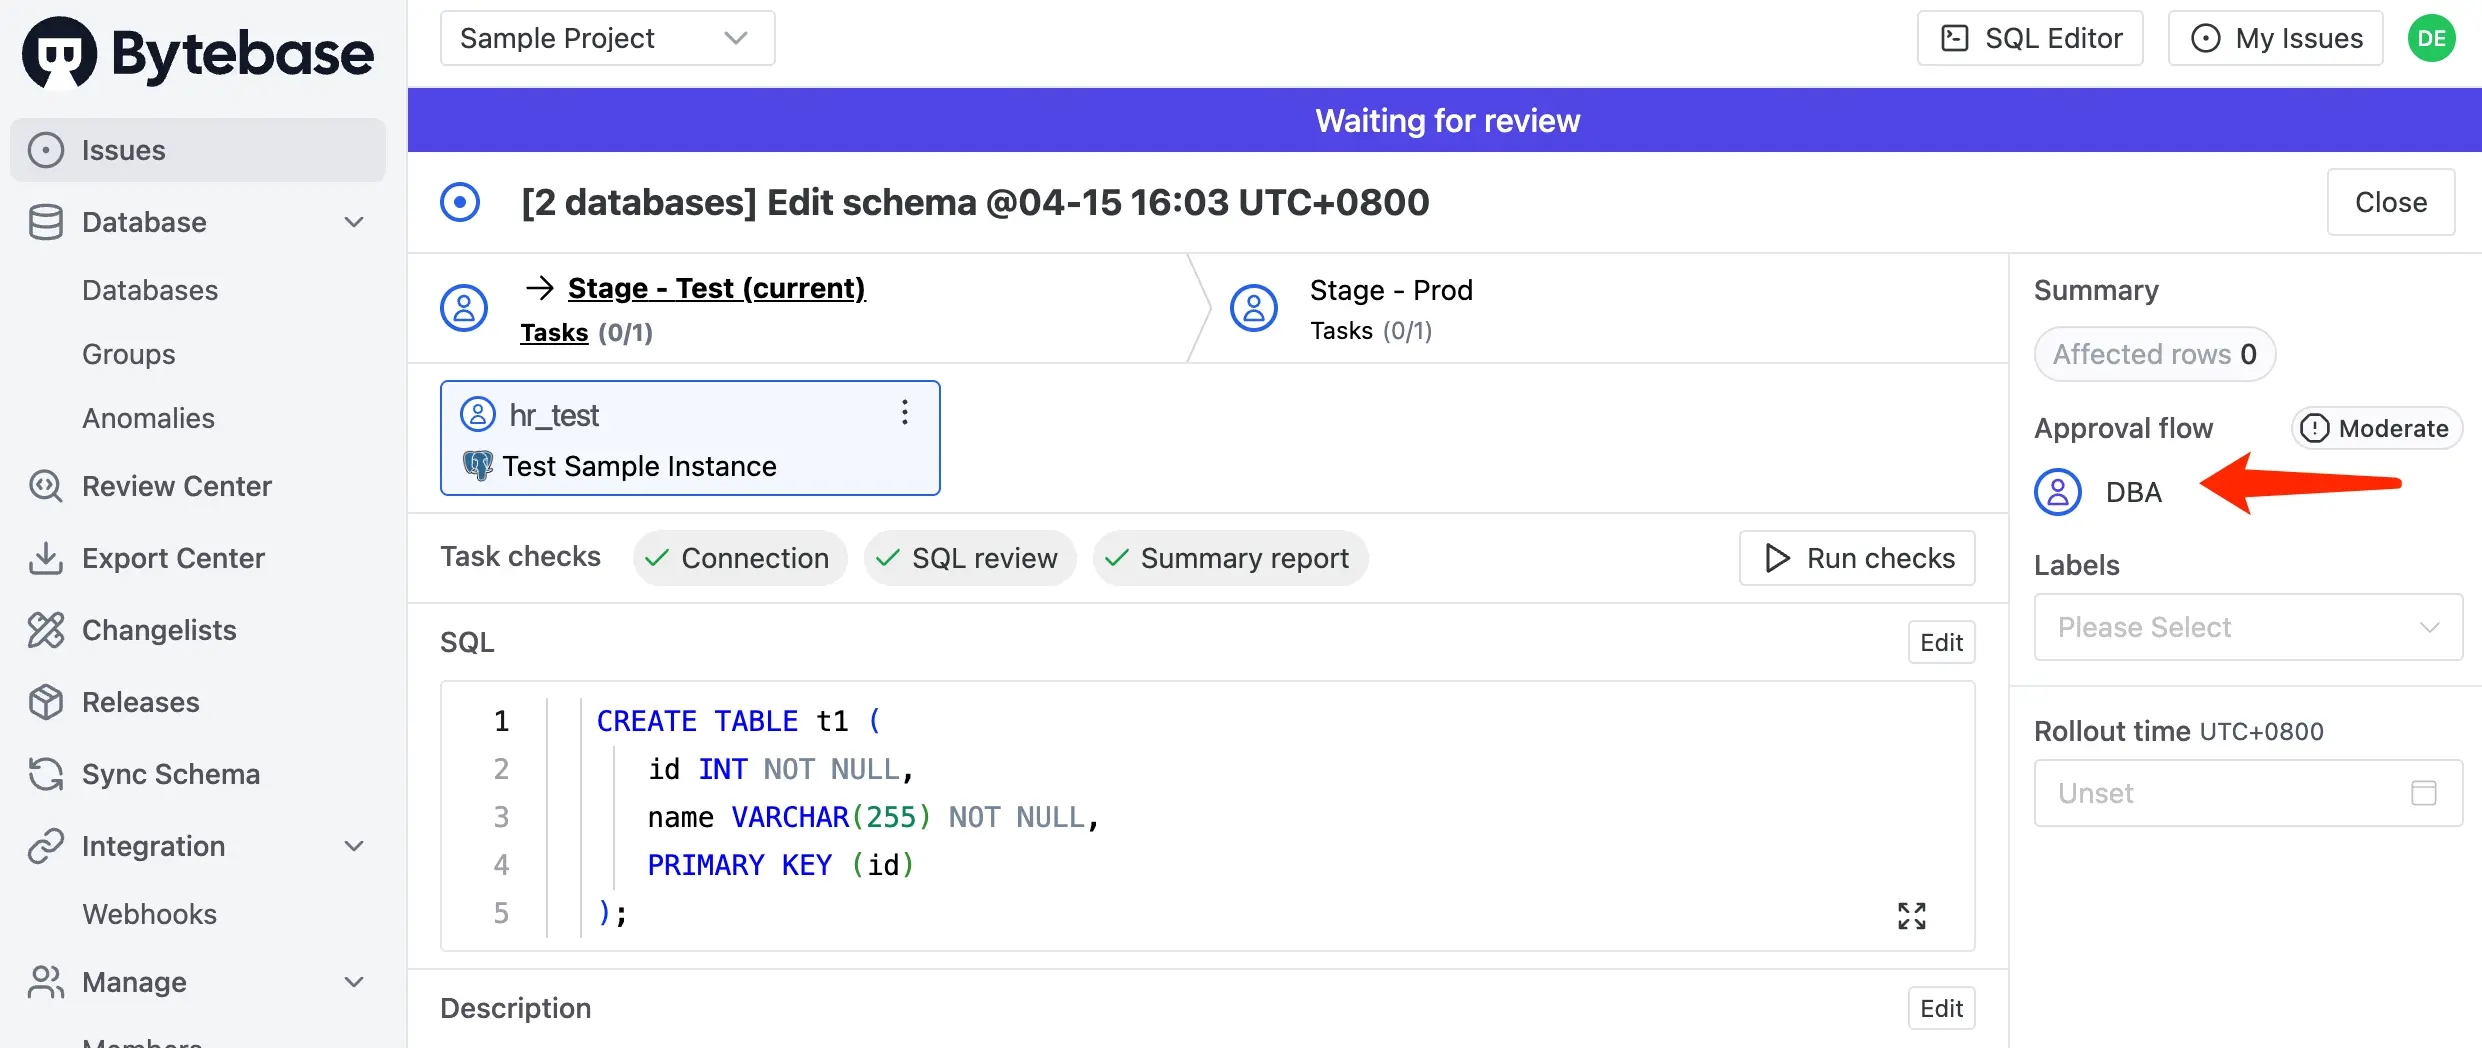 Bytebase
Issues
Database
Databases
Groups
Anomalies
Review Center
Export Center
Changelists
Releases
Sync Schema
Integration
Webhooks
Manage
Members
Sample Project
SQL Editor
My Issues
DE
Waiting for review
[2 databases] Edit schema @04-15 16:03 UTC+0800
Close
→ Stage - Test (current)
Tasks (0/1)
Stage - Prod
Tasks (0/1)
hr_test
Test Sample Instance
Task checks
Connection
SQL review
Summary report
Run checks
SQL
Edit
1 CREATE TABLE t1 (
2 id INT NOT NULL,
3 name VARCHAR(255) NOT NULL,
4 PRIMARY KEY (id)
5 );
Description
Edit
Summary
Affected rows 0
Approval flow
Moderate
DBA
Labels
Please Select
Rollout time UTC+0800
Unset